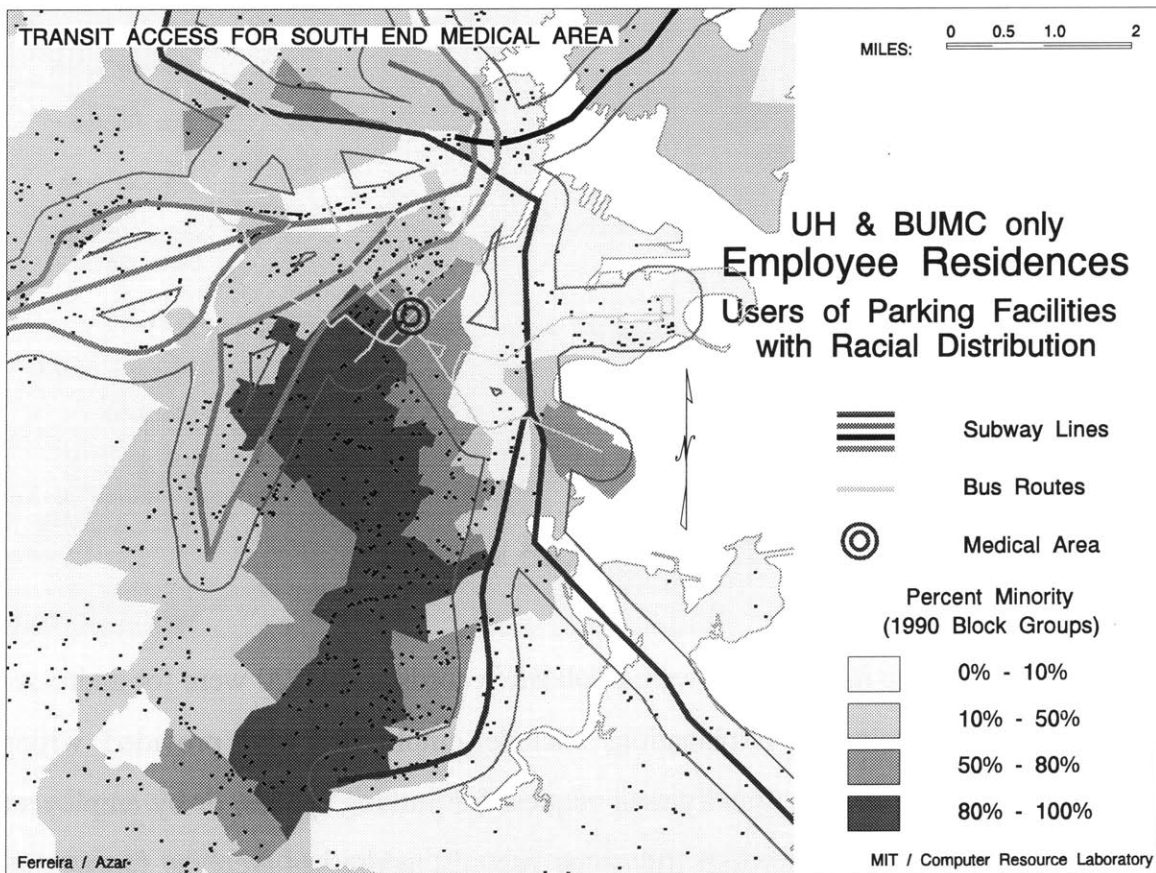 TRANSIT ACCESS FOR SOUTH END MEDICAL AREA
MILES:
0 0.5 1.0 2
UH & BUMC only
Employee Residences
Users of Parking Facilities
with Racial Distribution
N
Subway Lines
Bus Routes
Medical Area
Percent Minority
(1990 Block Groups)
0% - 10%
10% - 50%
50% - 80%
80% - 100%
Ferreira / Azar
MIT / Computer Resource Laboratory